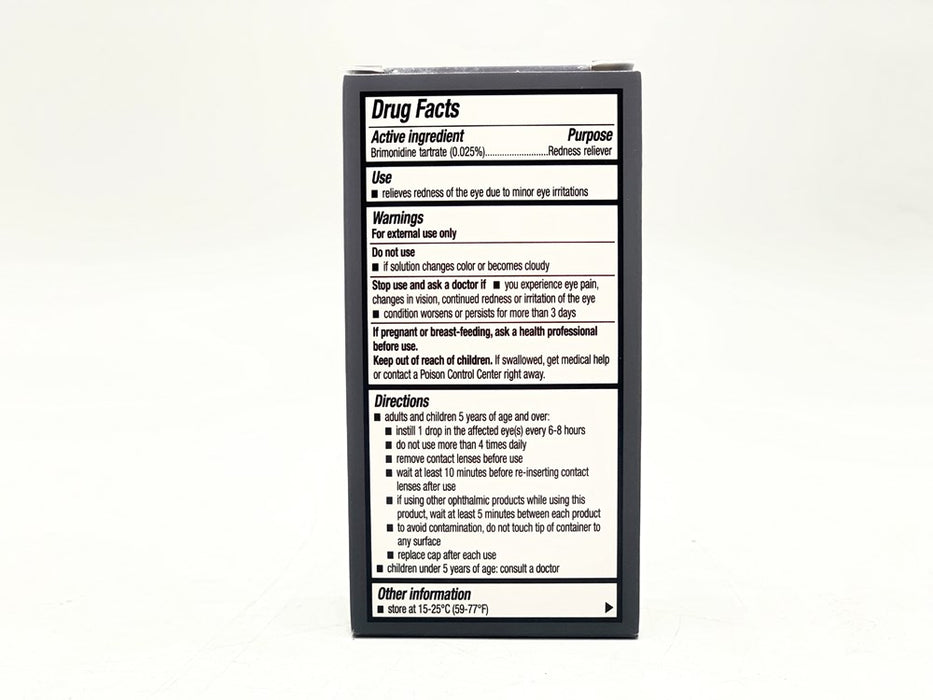 Drug Facts
Active ingredient Purpose
Brimonidine tartrate (0.025%)............................Redness reliever
Use
■ relieves redness of the eye due to minor eye irritations
Warnings
For external use only
Do not use
■ if solution changes color or becomes cloudy
Stop use and ask a doctor if ■ you experience eye pain,
changes in vision, continued redness or irritation of the eye
■ condition worsens or persists for more than 3 days
If pregnant or breast-feeding, ask a health professional
before use.
Keep out of reach of children. If swallowed, get medical help
or contact a Poison Control Center right away.
Directions
■ adults and children 5 years of age and over:
■ instill 1 drop in the affected eye(s) every 6-8 hours
■ do not use more than 4 times daily
■ remove contact lenses before use
■ wait at least 10 minutes before re-inserting contact
lenses after use
■ if using other ophthalmic products while using this
product, wait at least 5 minutes between each product
■ to avoid contamination, do not touch tip of container to
any surface
■ replace cap after each use
■ children under 5 years of age: consult a doctor
Other information
■ store at 15-25°C (59-77°F)